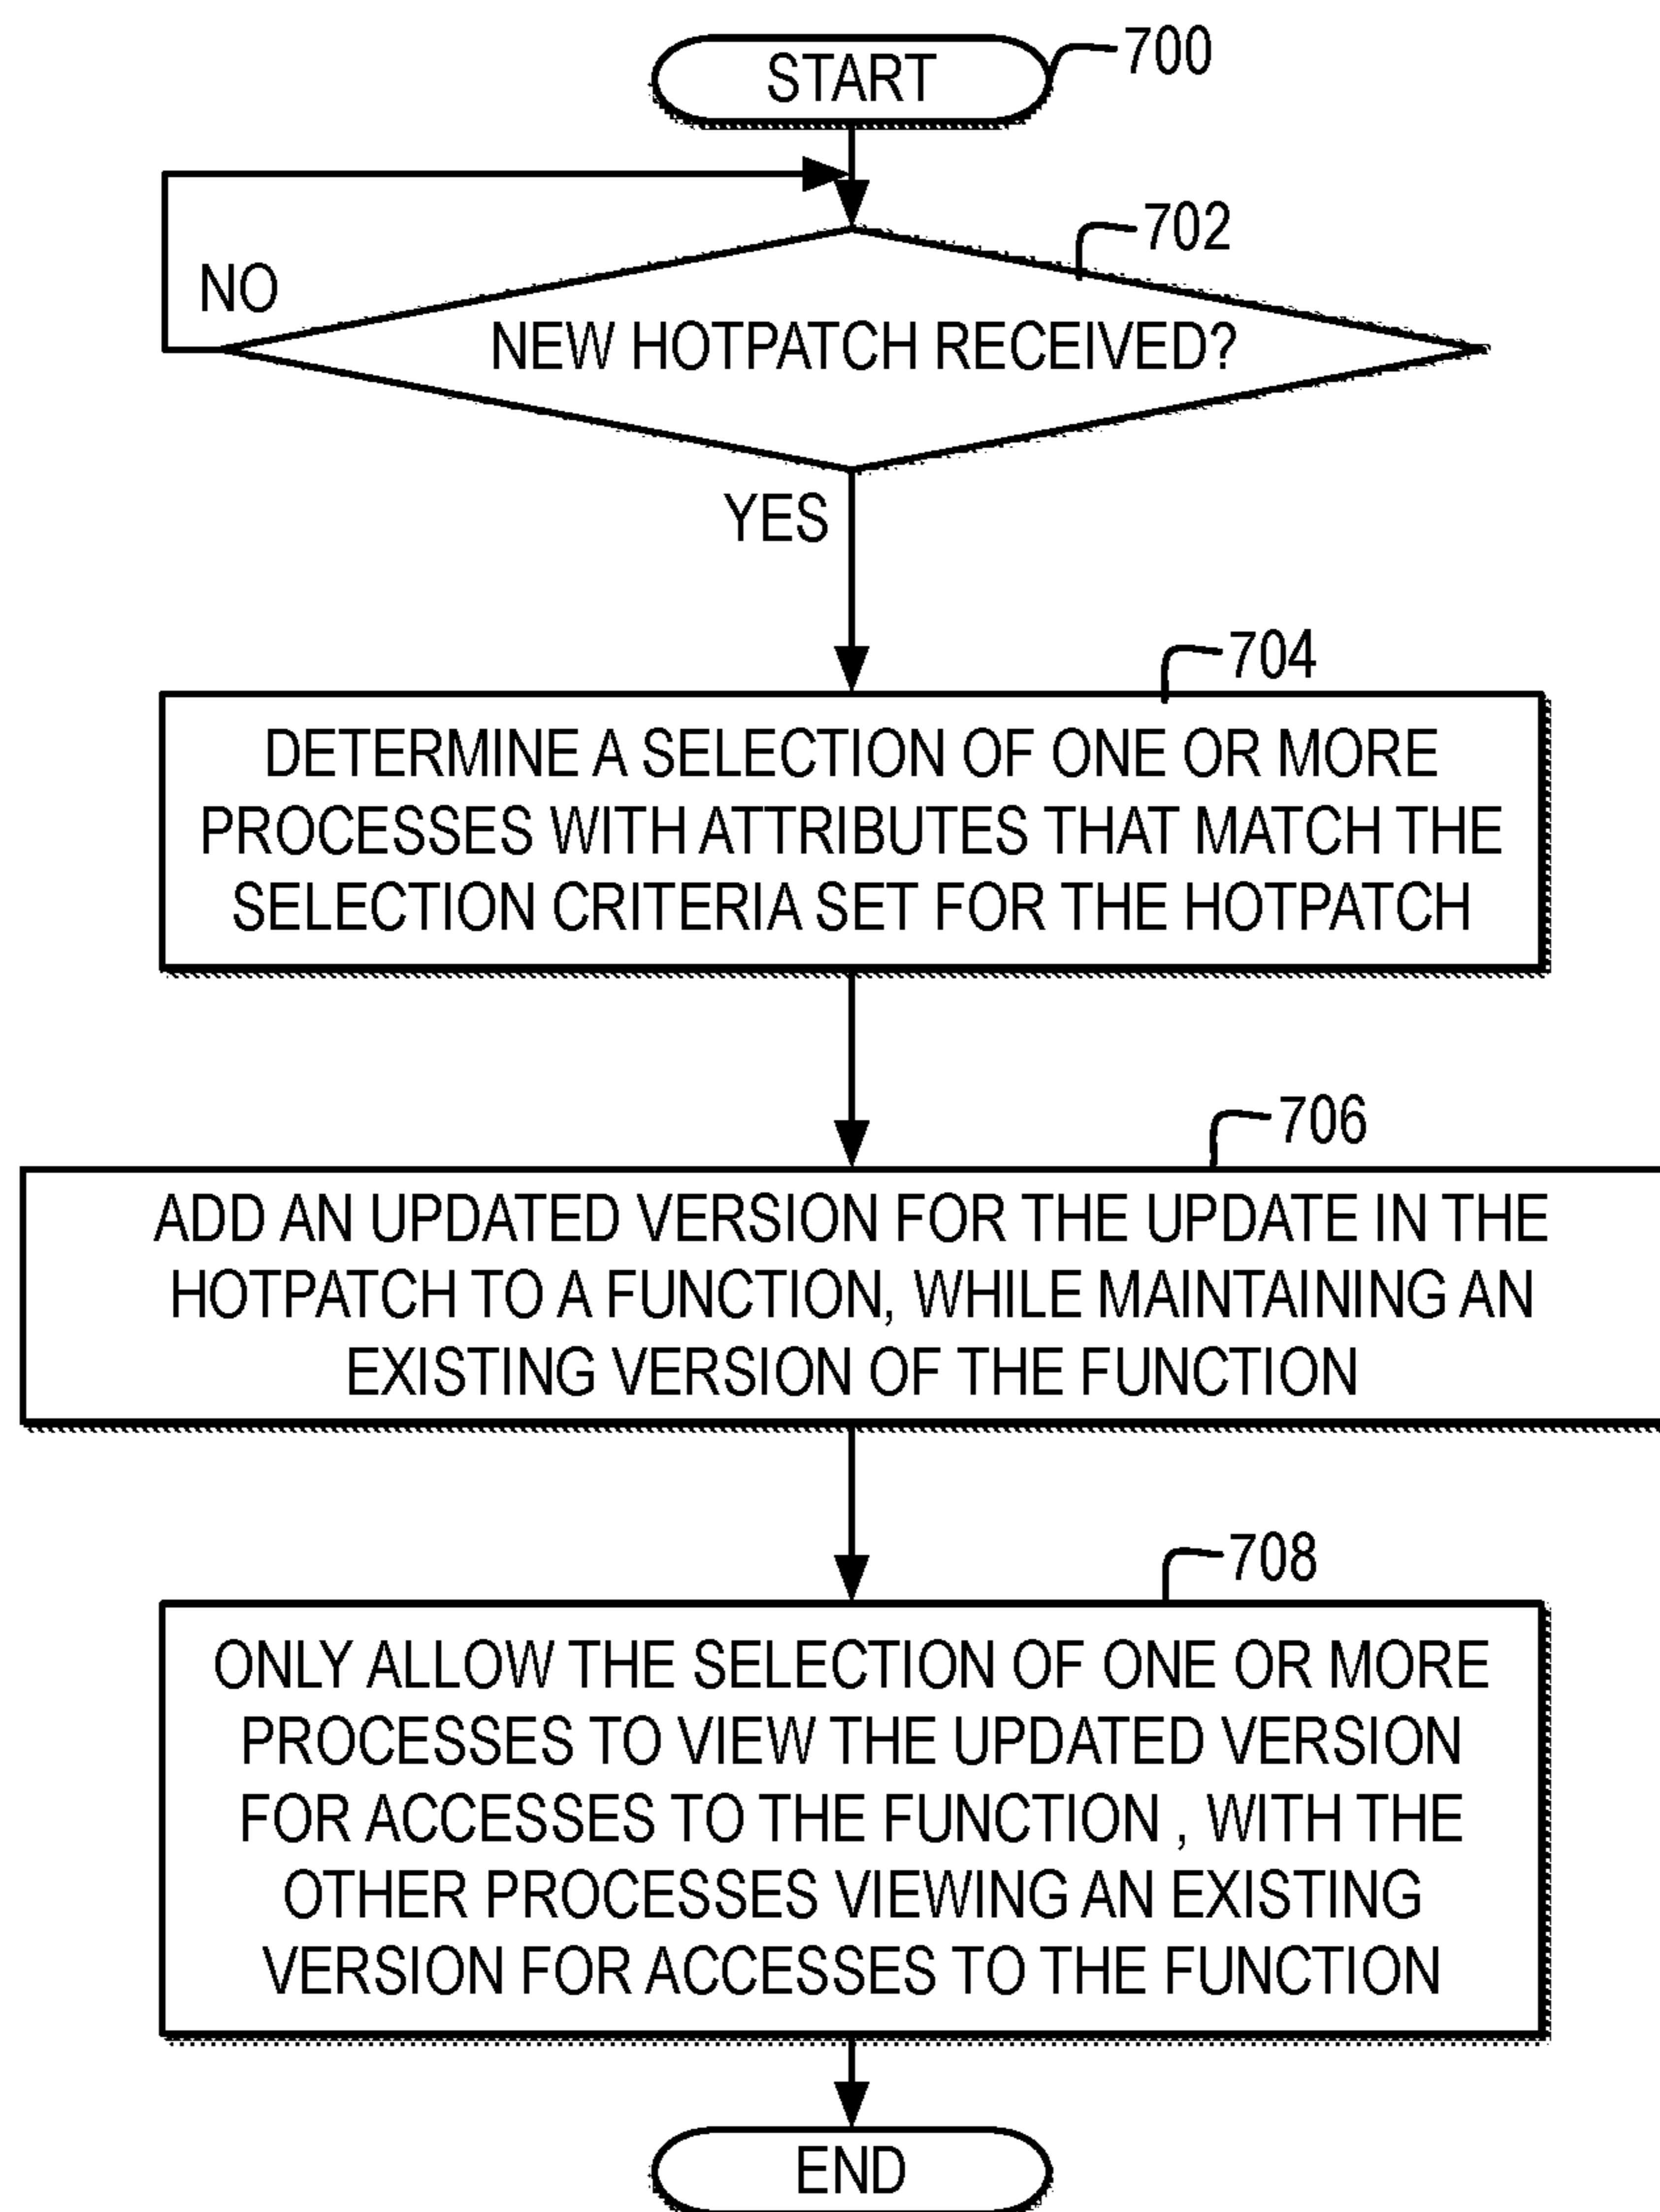 START
700
702
NO
NEW HOTPATCH RECEIVED?
YES
704
DETERMINE A SELECTION OF ONE OR MORE
PROCESSES WITH ATTRIBUTES THAT MATCH THE
SELECTION CRITERIA SET FOR THE HOTPATCH
706
ADD AN UPDATED VERSION FOR THE UPDATE IN THE
HOTPATCH TO A FUNCTION, WHILE MAINTAINING AN
EXISTING VERSION OF THE FUNCTION
708
ONLY ALLOW THE SELECTION OF ONE OR MORE
PROCESSES TO VIEW THE UPDATED VERSION
FOR ACCESSES TO THE FUNCTION , WITH THE
OTHER PROCESSES VIEWING AN EXISTING
VERSION FOR ACCESSES TO THE FUNCTION
END